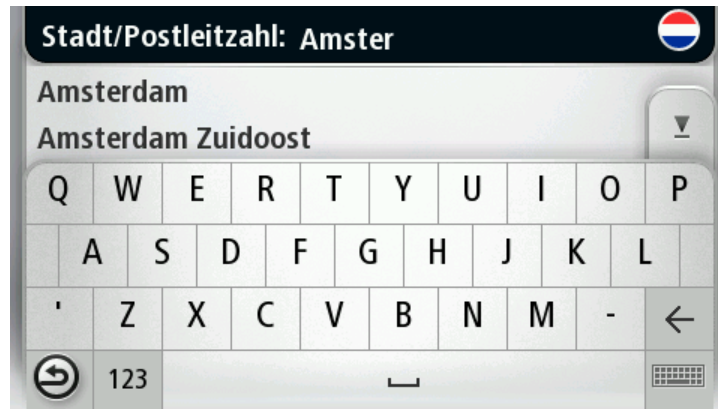 Stadt/Postleitzahl: Amster
Amsterdam
Amsterdam Zuidoost
Q W E R T Y U I O P
A S D F G H J K L
' Z X C V B N M -
123